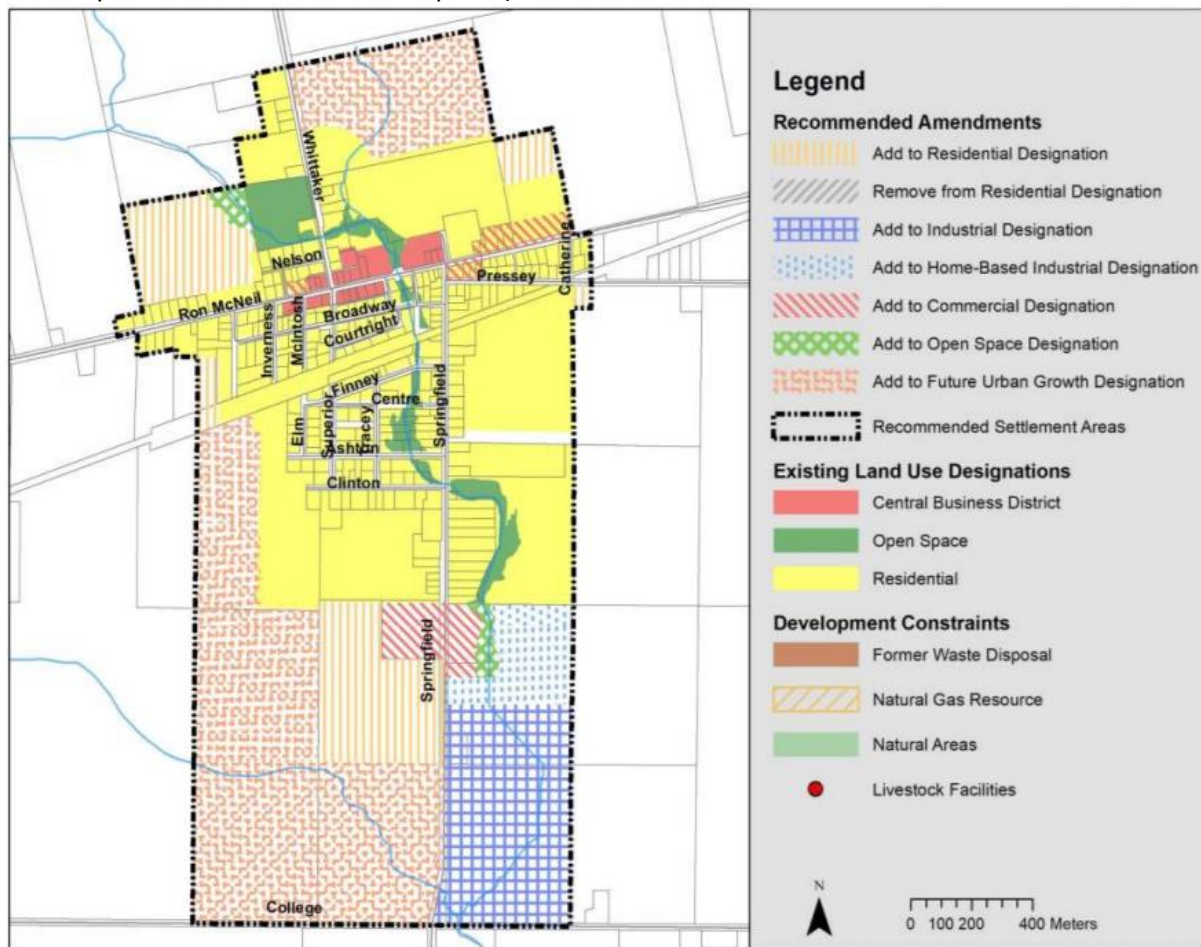 Whittaker
Nelson
Catherine
Pressey
Ron McNeil
Inverness
McIntosh
Broadway
Courtright
Finney
Centre
Springfield
Elm
Superior
Tracey
Ashton
Clinton
Springfield
College
Legend
Recommended Amendments
Add to Residential Designation
Remove from Residential Designation
Add to Industrial Designation
Add to Home-Based Industrial Designation
Add to Commercial Designation
Add to Open Space Designation
Add to Future Urban Growth Designation
Recommended Settlement Areas
Existing Land Use Designations
Central Business District
Open Space
Residential
Development Constraints
Former Waste Disposal
Natural Gas Resource
Natural Areas
Livestock Facilities
N
0 100 200 400 Meters